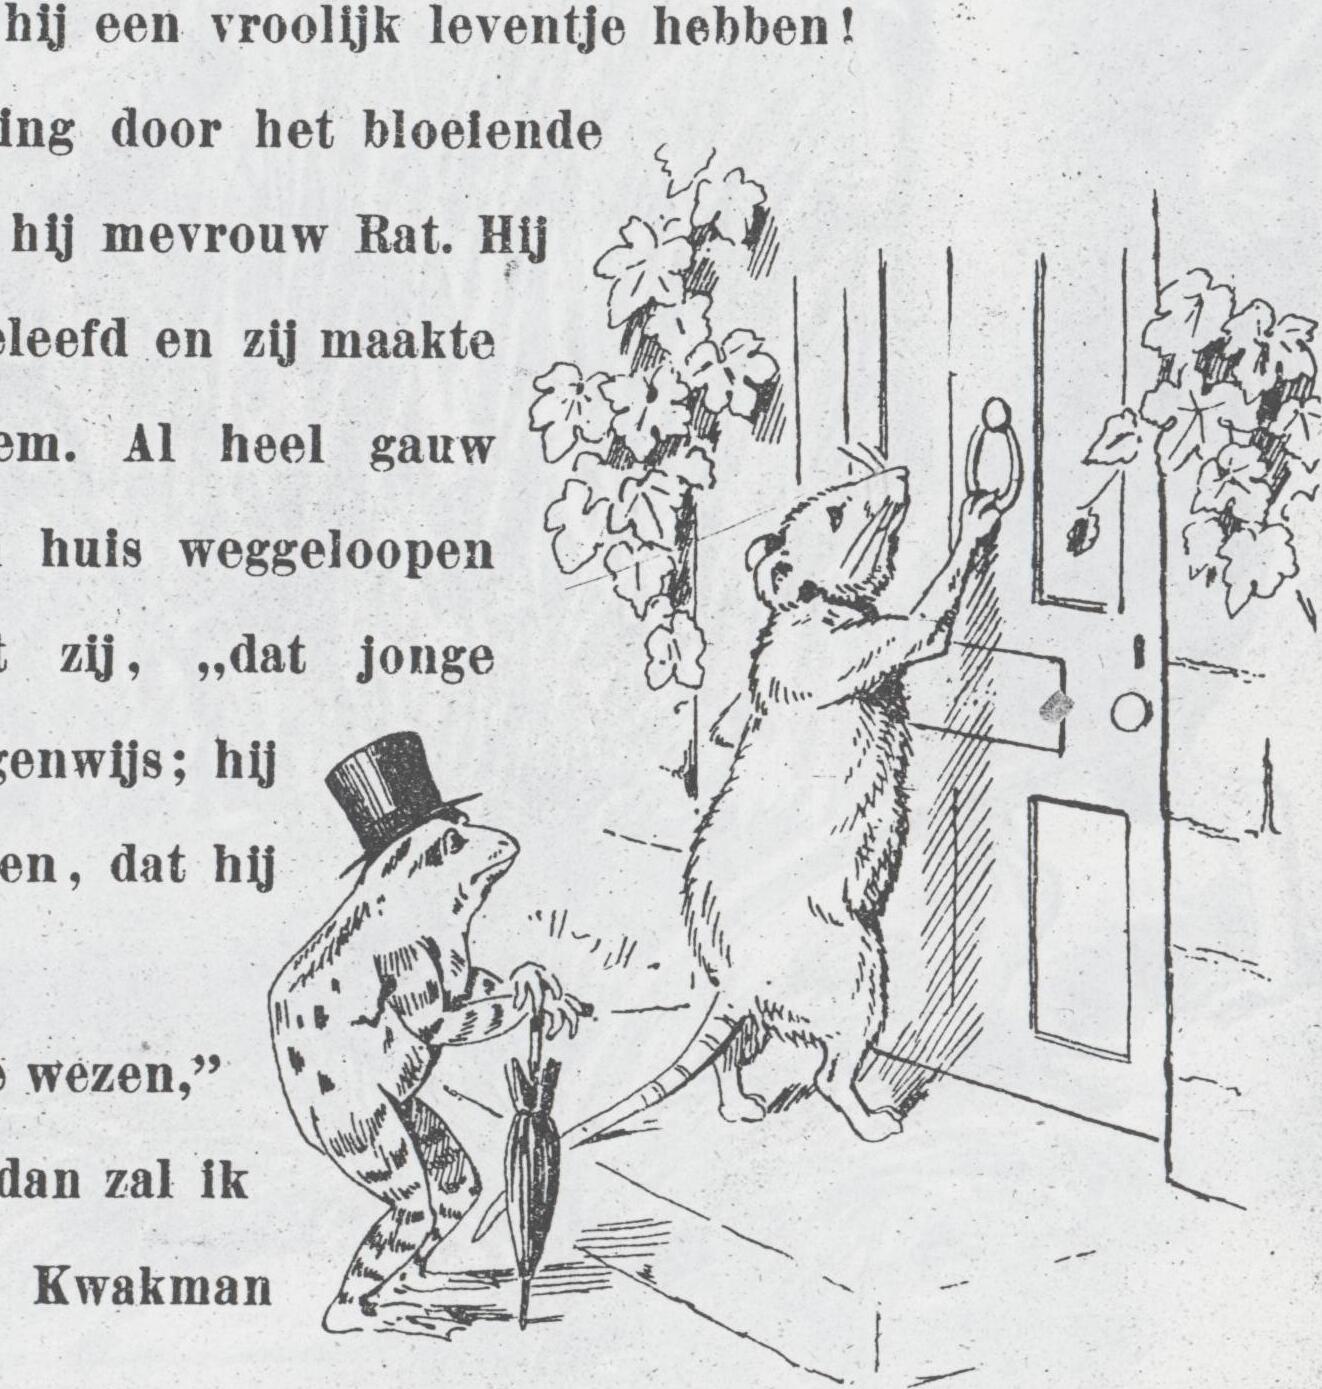 hij een vroolijk leventje hebben!
ing door het bloeiende
hij mevrouw Rat. Hij
eleefd en zij maakte
em. Al heel gauw
huis weggeloopen
t zij, „dat jonge
genwijs; hij
en, dat hij
wezen,”
dan zal ik
Kwakman